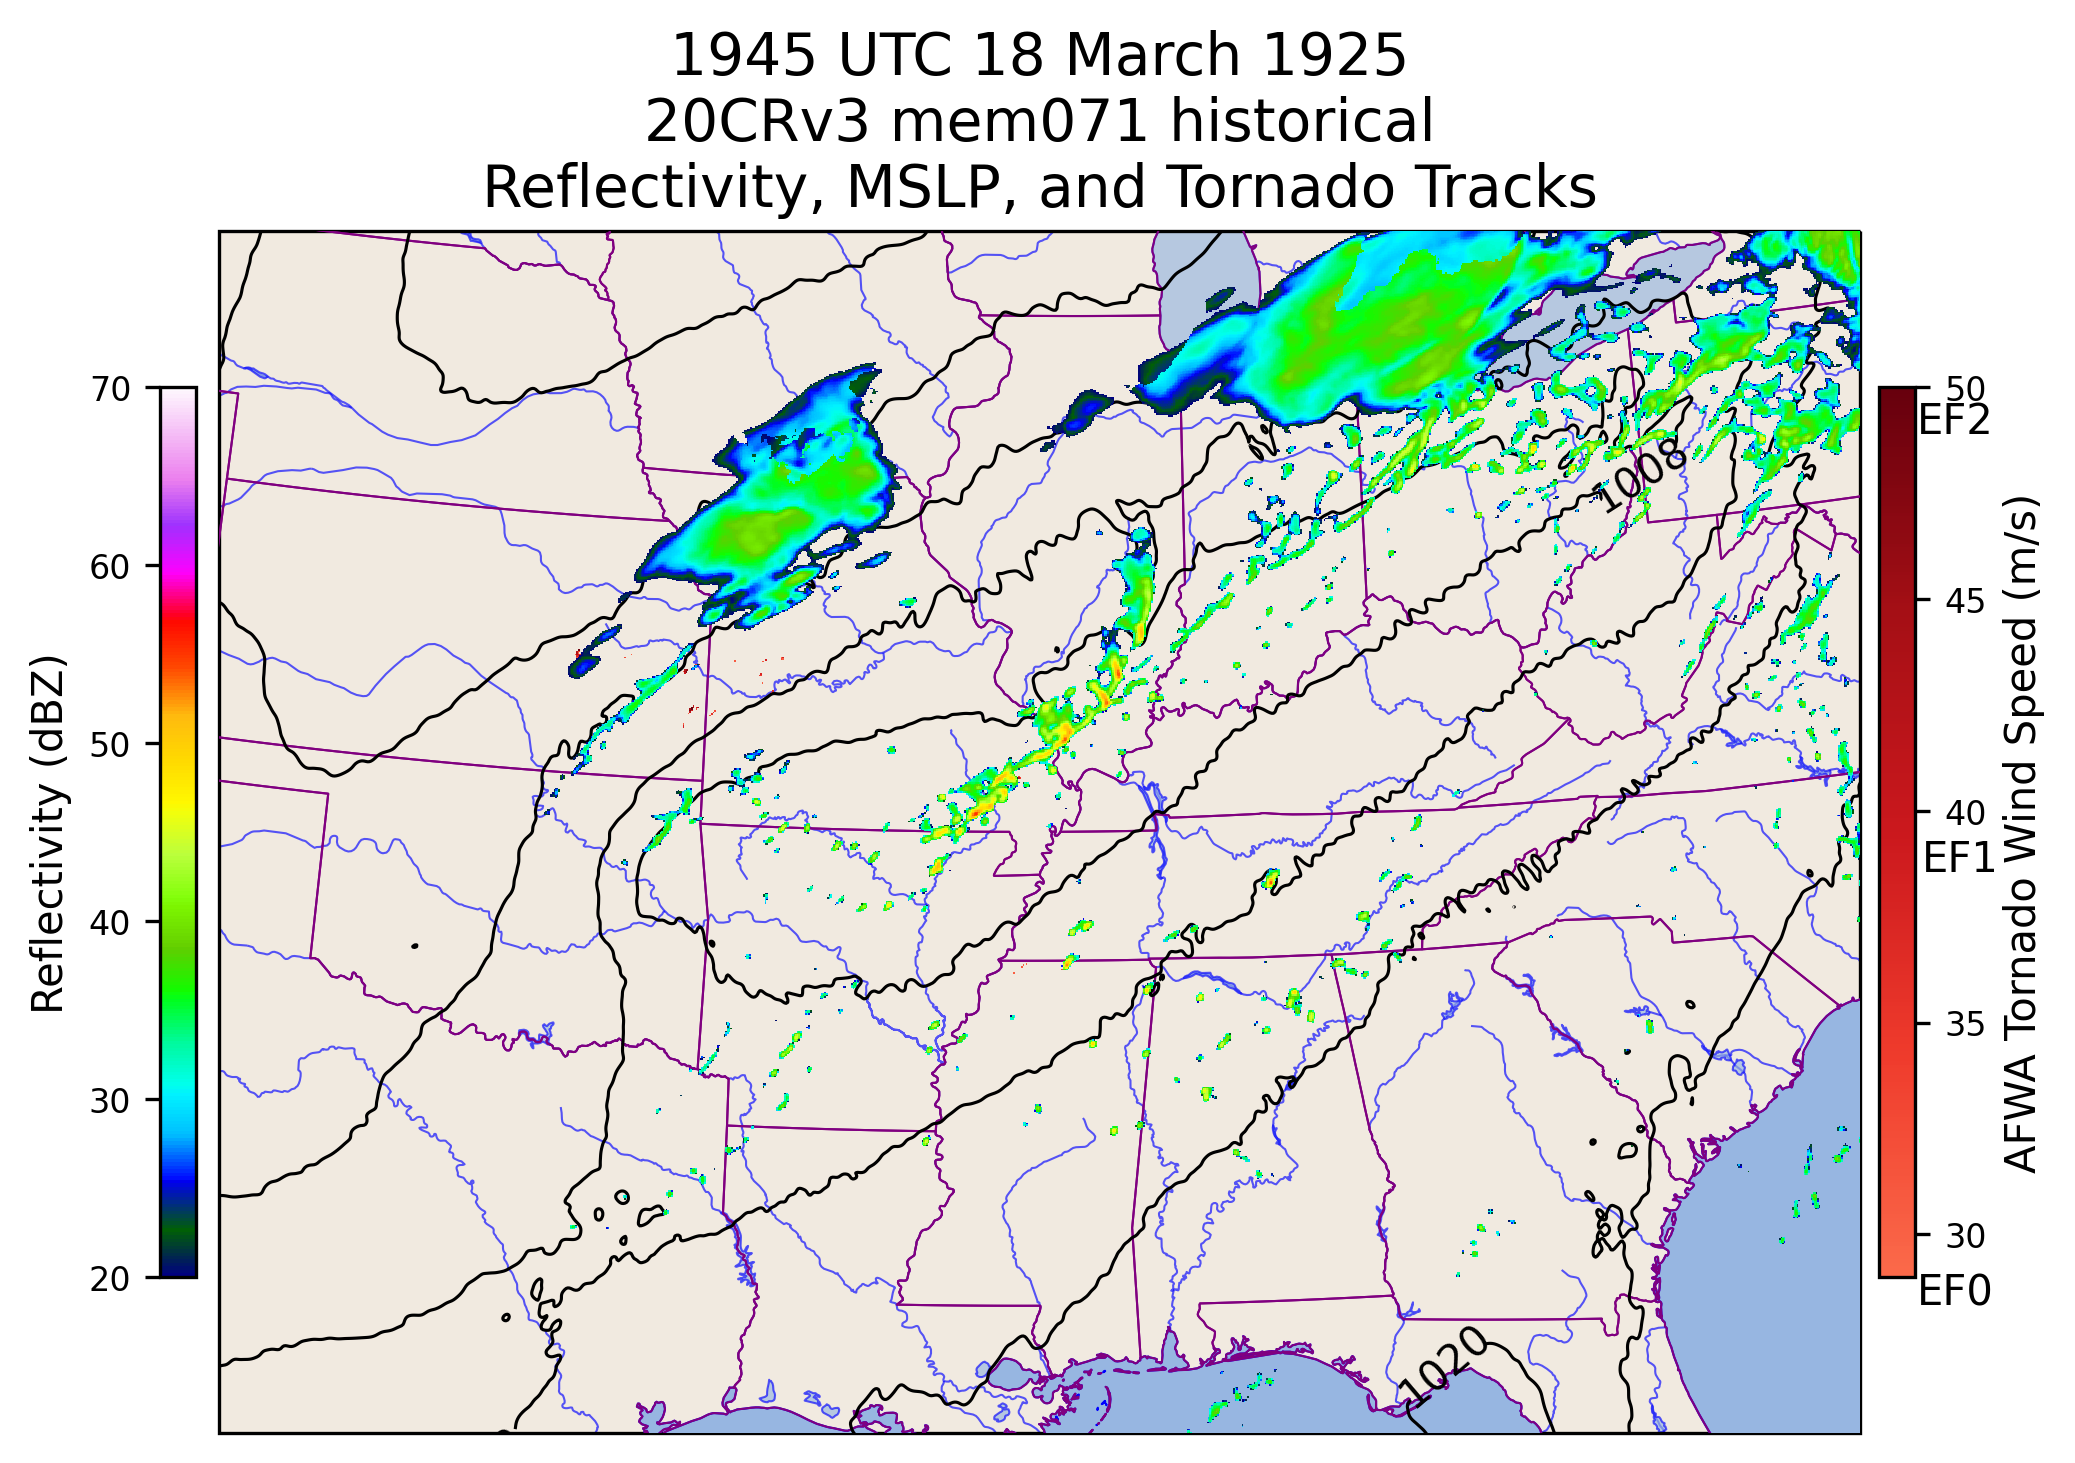 1945 UTC 18 March 1925
20CRv3 mem071 historical
Reflectivity, MSLP, and Tornado Tracks
70
60
50
40
30
20
Reflectivity (dBZ)
1008
1020
50
EF2
45
40
EF1
35
30
EF0
AFWA Tornado Wind Speed (m/s)